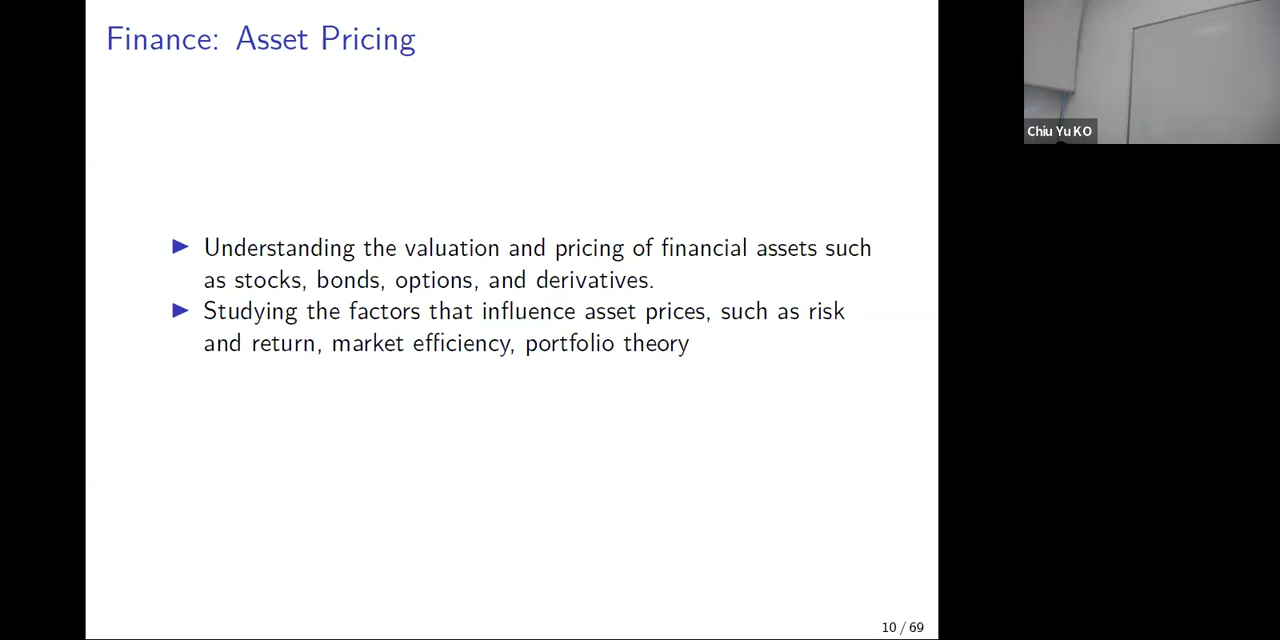 Finance: Asset Pricing
Understanding the valuation and pricing of financial assets such
as stocks, bonds, options, and derivatives.
Studying the factors that influence asset prices, such as risk
and return, market efficiency, portfolio theory
10 / 69
Chiu Yu KO